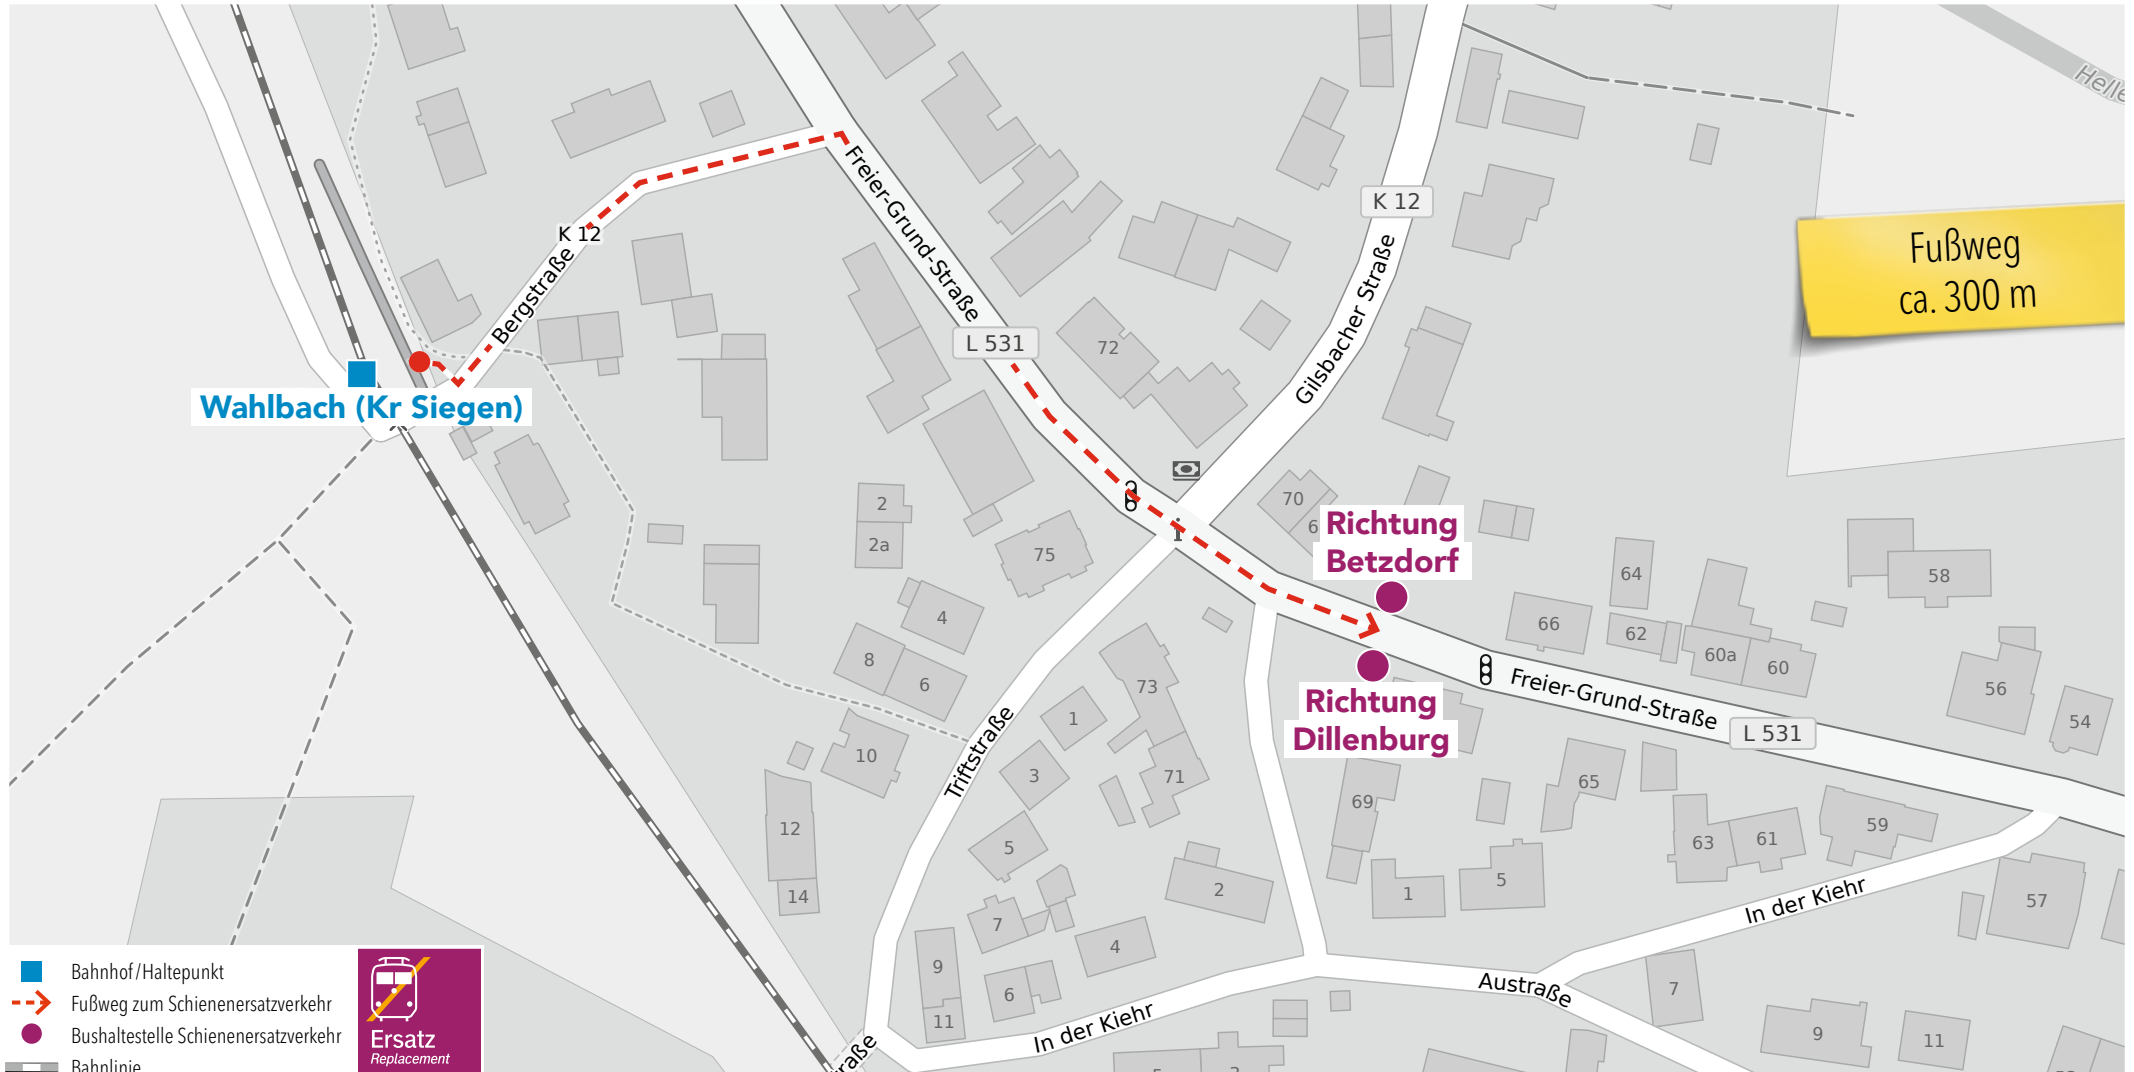 Helle
K 12
Fußweg
ca. 300 m
Freier-Grund-Straße
K 12
Bergstraße
Gilsbacher Straße
L 531
72
Wahlbach (Kr Siegen)
70
6
2
2a
75
Richtung
Betzdorf
64
58
4
66
62
60a
60
8
6
73
Richtung
Dillenburg
Freier-Grund-Straße
L 531
56
54
1
Triftstraße
10
3
71
69
65
12
5
63
61
59
14
2
1
5
In der Kiehr
57
7
4
9
6
11
Austraße
7
In der Kiehr
9
11
raße
Bahnhof/Haltepunkt
Fußweg zum Schienenersatzverkehr
Bushaltestelle Schienenersatzverkehr
Bahnlinie
Ersatz
Replacement